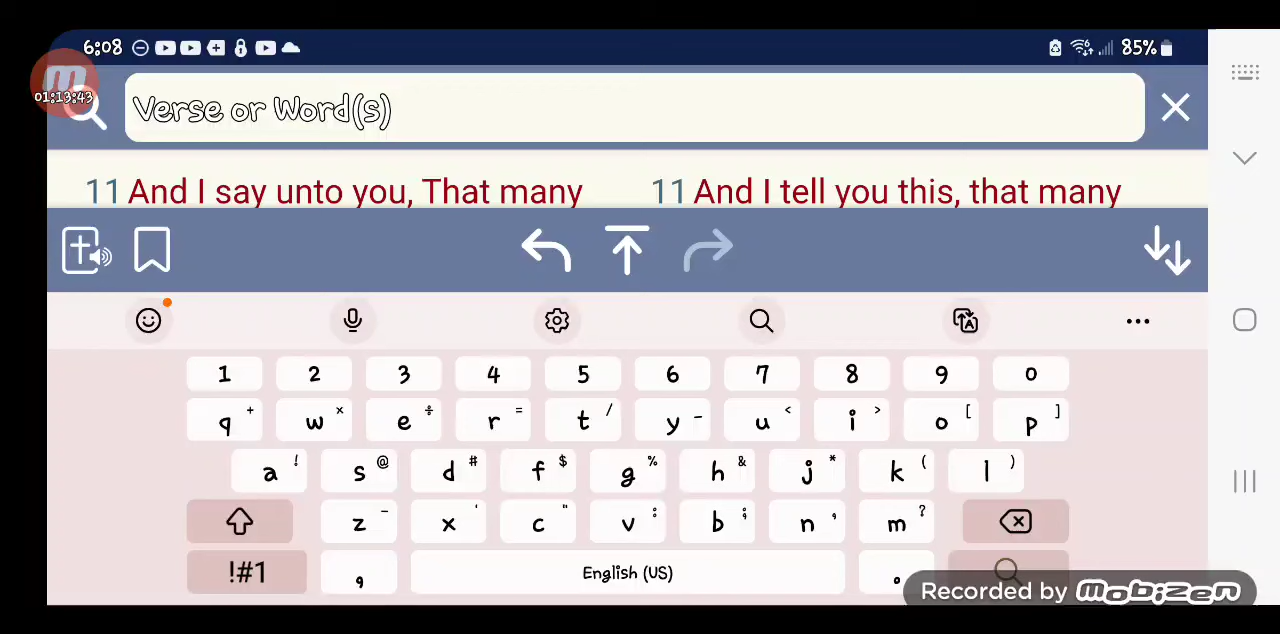 6:08 85%
01:13:43
Verse or Word(s)
11 And I say unto you, That many 11 And I tell you this, that many
1 2 3 4 5 6 7 8 9 0
q + w × e ÷ r = t / y - u < i > o [ p ]
a ! s @ d # f $ g % h & j * k ( l )
z - x ' c " v : b ; n , m ?
!#1 , English (US) .
Recorded by mobizen